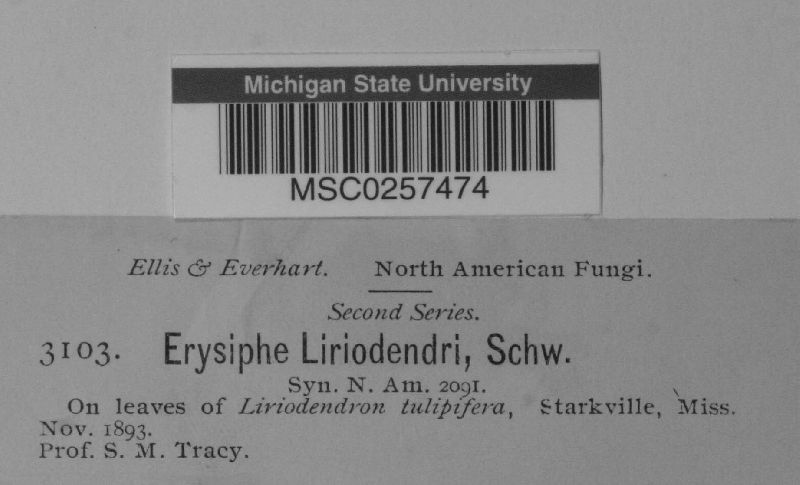 Michigan State University
MSC0257474
Ellis & Everhart. North American Fungi.
Second Series.
3103. Erysiphe Liriodendri, Schw.
Syn. N. Am. 2091.
On leaves of Liriodendron tulipifera, Starkville, Miss.
Nov. 1893.
Prof. S. M. Tracy.